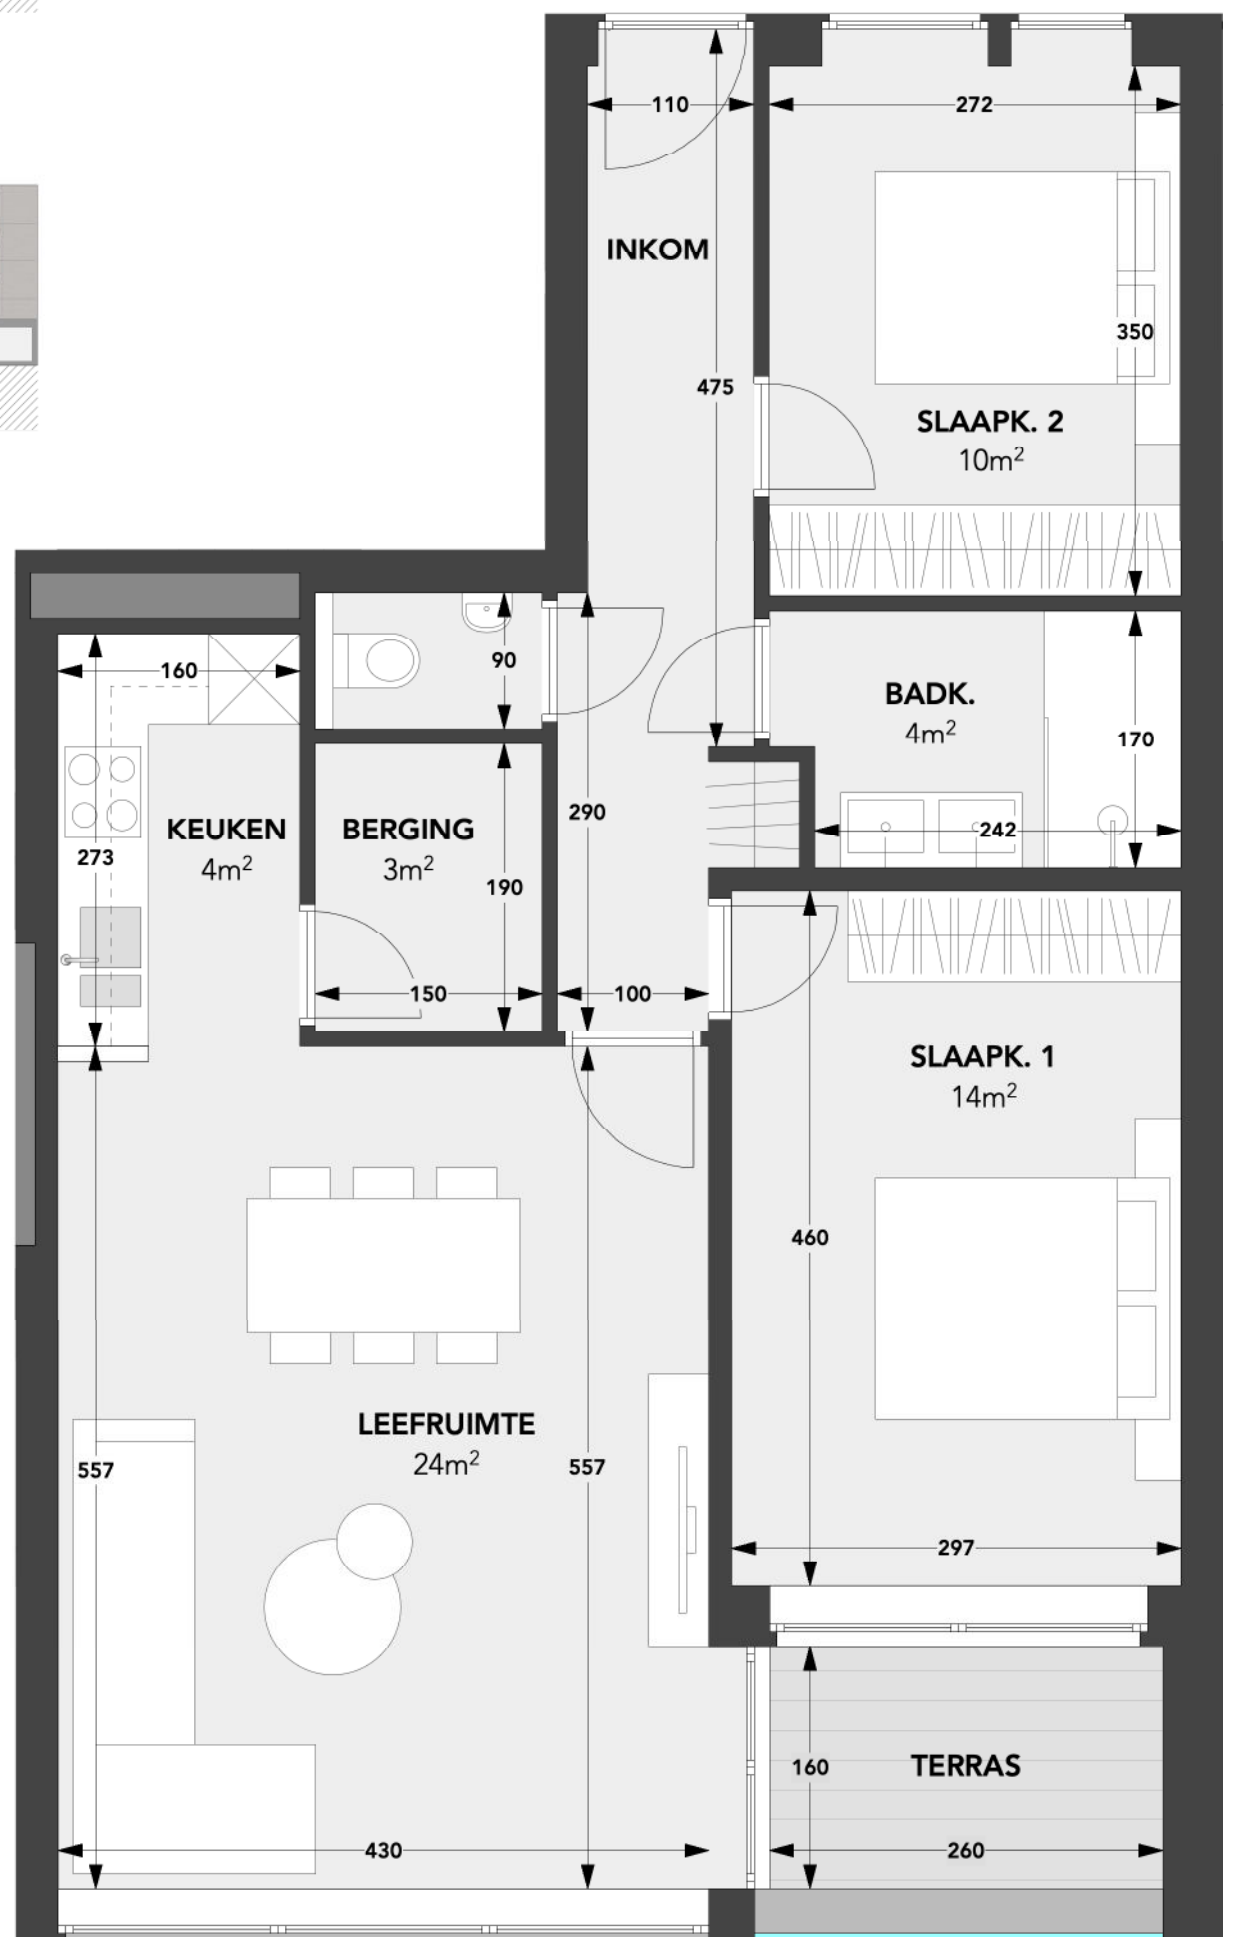 110
272
INKOM
350
475
SLAAPK. 2
10m²
90
160
BADK.
4m²
170
290
242
KEUKEN
4m²
BERGING
3m²
273
190
150
100
SLAAPK. 1
14m²
460
LEEFRUIMTE
24m²
557
557
297
160
TERRAS
430
260